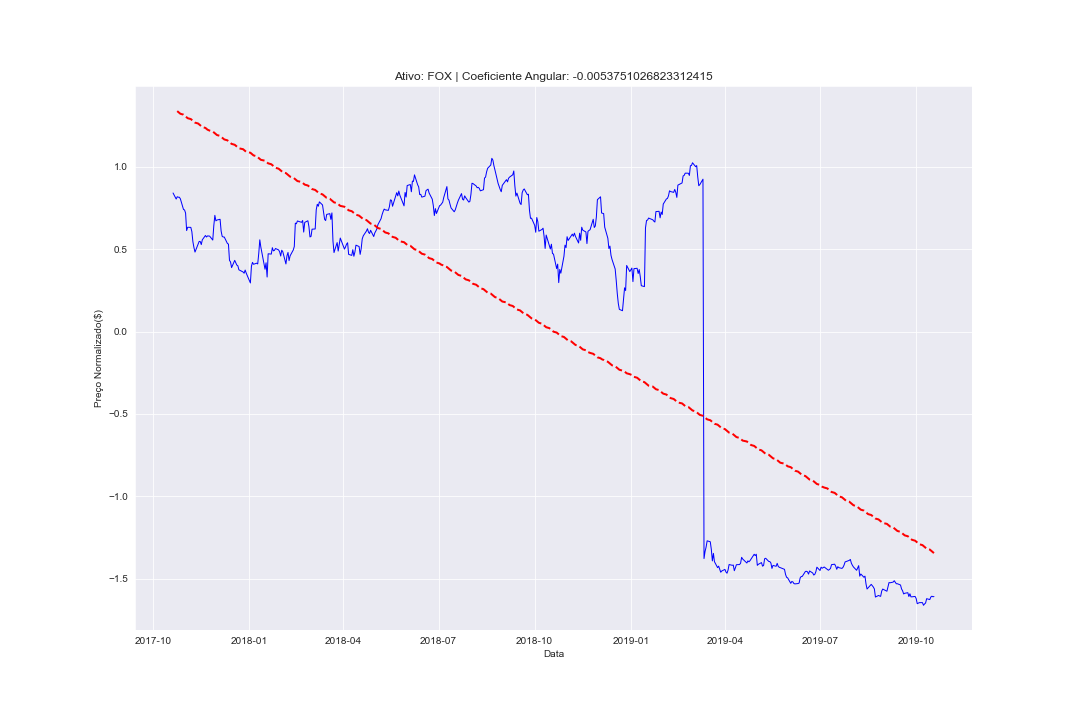 Ativo: FOX | Coeficiente Angular: -0.0053751026823312415
Preço Normalizado($)
1.0
0.5
0.0
−0.5
−1.0
−1.5
2017-10 2018-01 2018-04 2018-07 2018-10 2019-01 2019-04 2019-07 2019-10
Data